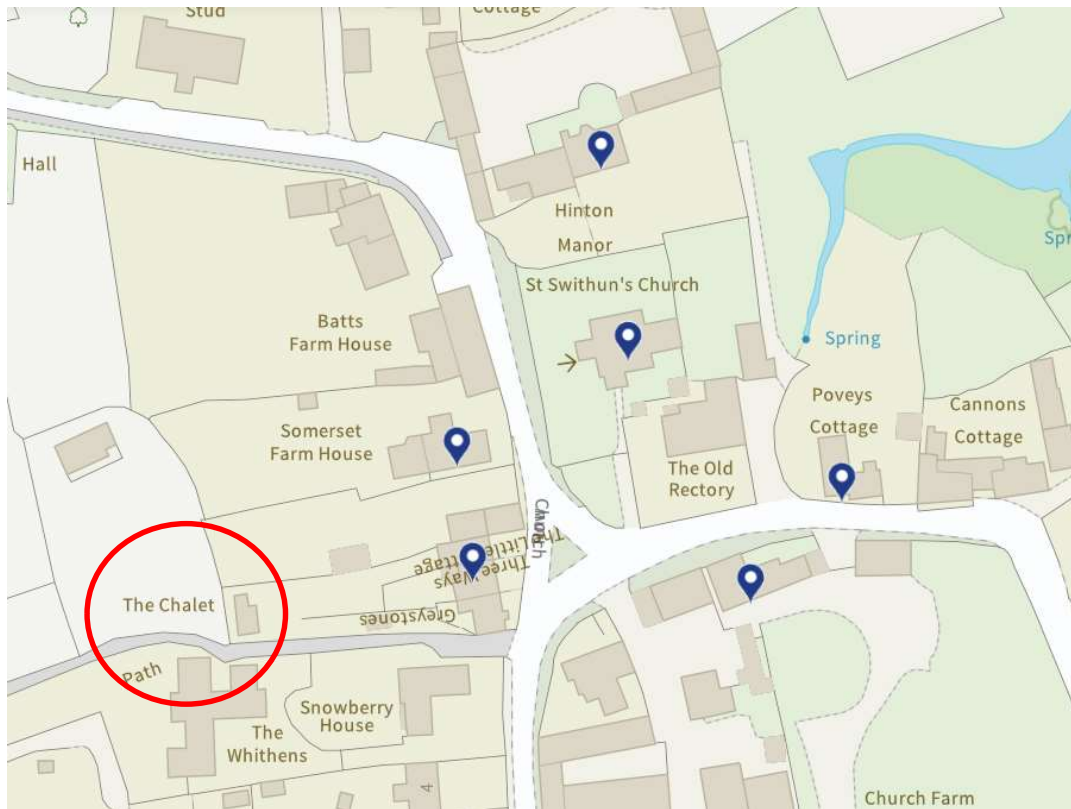 Stud
Cottage
Hall
Hinton
Manor
St Swithun's Church
Batts
Farm House
Spring
Spr
Poveys
Cottage
Cannons
Cottage
Somerset
Farm House
The Old
Rectory
Church
The Little Cottage
Three Ways
Greystones
The Chalet
Path
Snowberry
House
The
Whithens
4
Church Farm